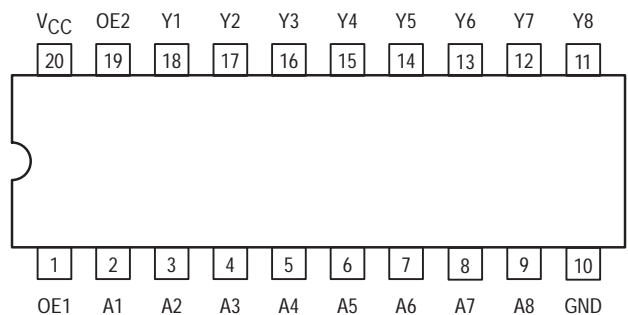 VCC OE2 Y1 Y2 Y3 Y4 Y5 Y6 Y7 Y8
20 19 18 17 16 15 14 13 12 11
1 2 3 4 5 6 7 8 9 10
OE1 A1 A2 A3 A4 A5 A6 A7 A8 GND